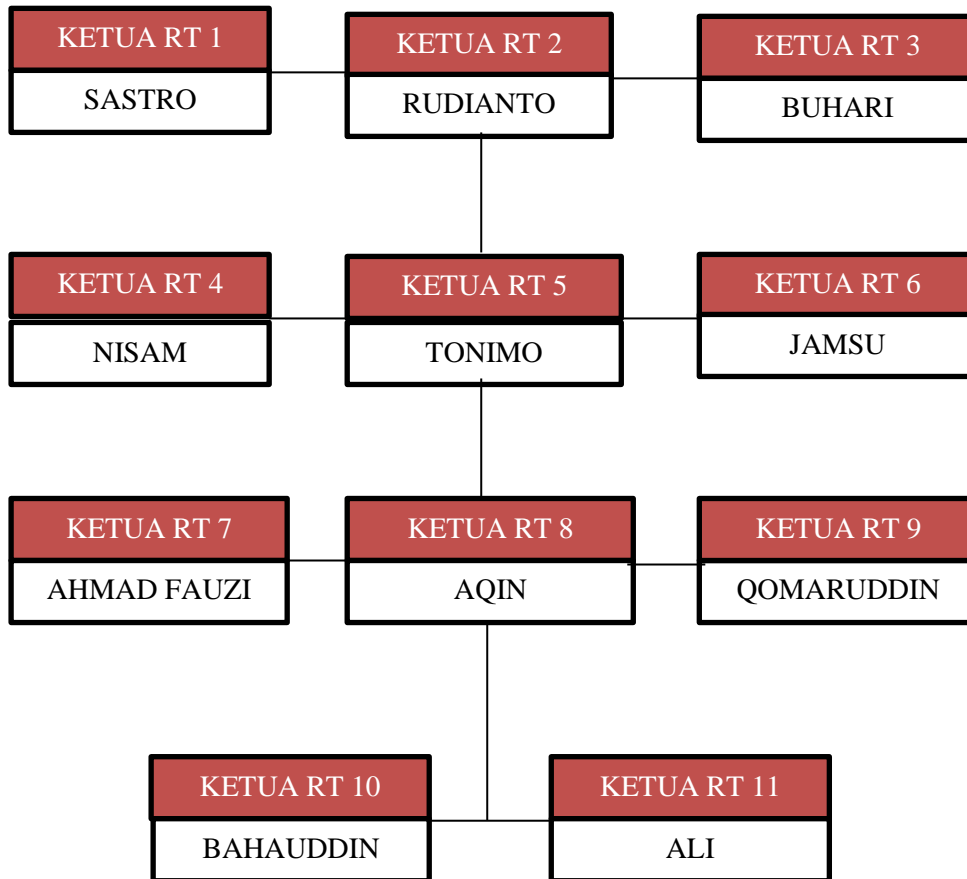 KETUA RT 1
SASTRO
KETUA RT 2
RUDIANTO
KETUA RT 3
BUHARI
KETUA RT 4
NISAM
KETUA RT 5
TONIMO
KETUA RT 6
JAMSU
KETUA RT 7
AHMAD FAUZI
KETUA RT 8
AQIN
KETUA RT 9
QOMARUDDIN
KETUA RT 10
BAHAUDDIN
KETUA RT 11
ALI